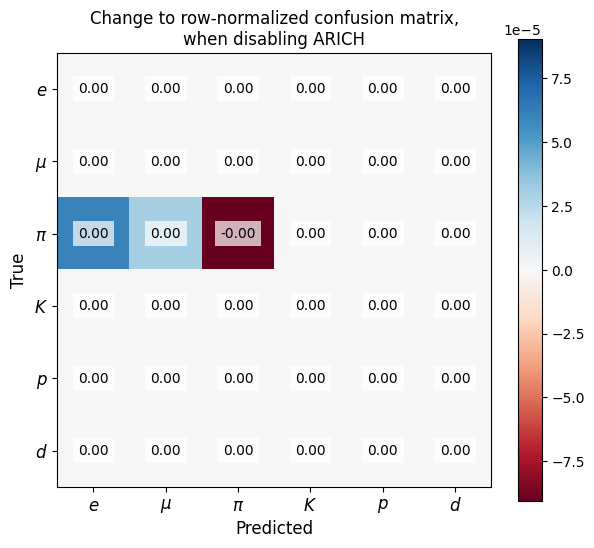 Change to row-normalized confusion matrix,
when disabling ARICH
1e−5
e 0.00 0.00 0.00 0.00 0.00 0.00
μ 0.00 0.00 0.00 0.00 0.00 0.00
π 0.00 0.00 -0.00 0.00 0.00 0.00
K 0.00 0.00 0.00 0.00 0.00 0.00
p 0.00 0.00 0.00 0.00 0.00 0.00
d 0.00 0.00 0.00 0.00 0.00 0.00
e μ π K p d
True
Predicted
7.5
5.0
2.5
0.0
−2.5
−5.0
−7.5